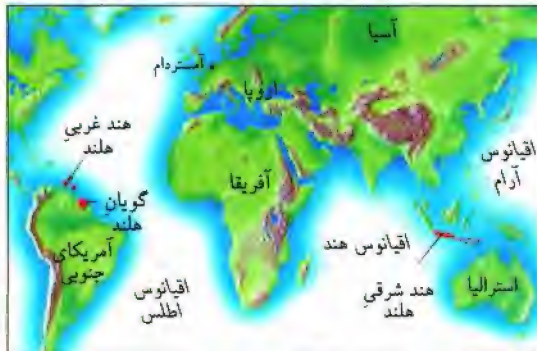 آسیا
آمستردام
اروپا
هند غربیِ
هلند
اقیانوس
آرام
آفریقا
گویانِ
هلند
اقیانوس هند
آمریکای
جنوبی
هند شرقیِ
هلند
استرالیا
اقیانوس
اطلس